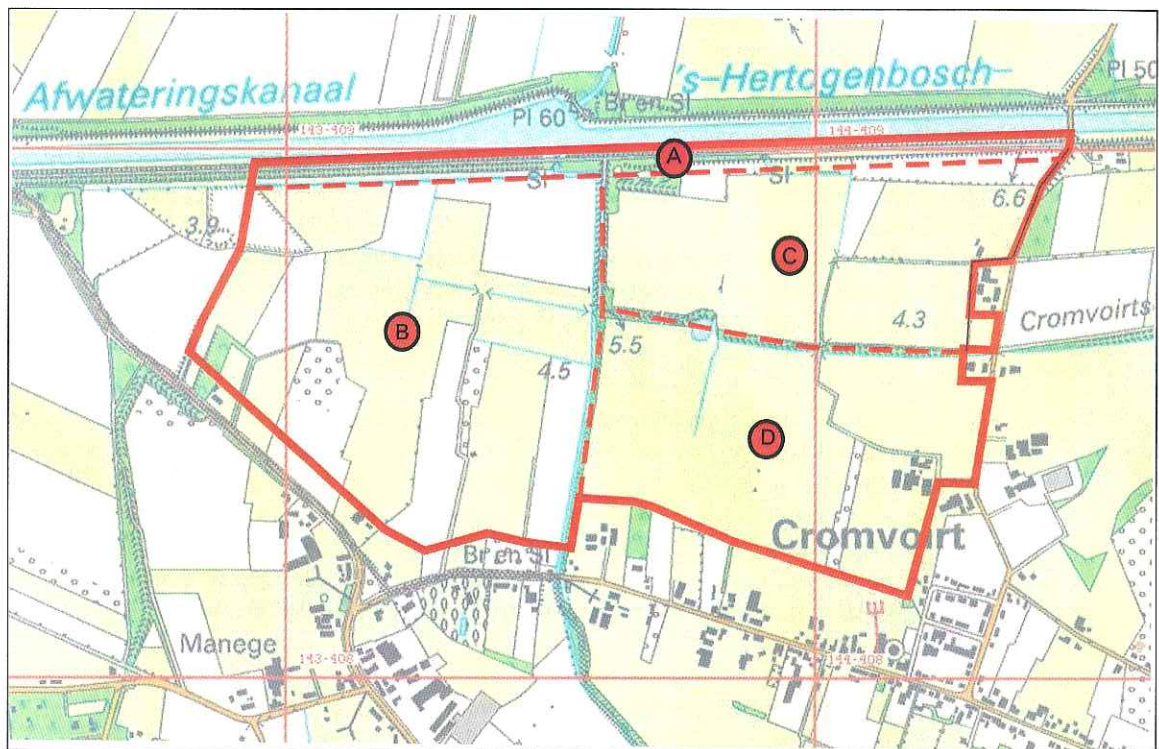 Afwateringskanaal
's-Hertogenbosch-
Pl 60
Br en Sl
Pl 50
143-409
144-409
A
Sl
Sl
6.6
3.9
C
B
5.5
4.3
Cromvoirts
4.5
D
Cromvoirt
Br en Sl
Manege
143-408
144-408